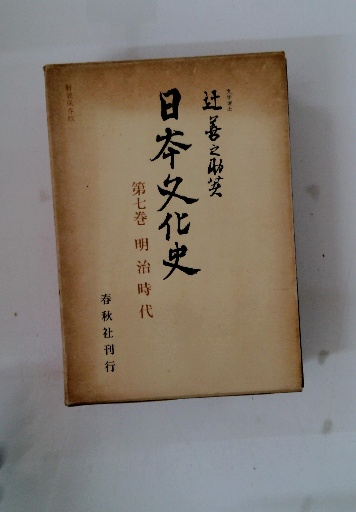 文学博士
辻善之助著
日本文化史
第七巻 明治時代
春秋社刊行